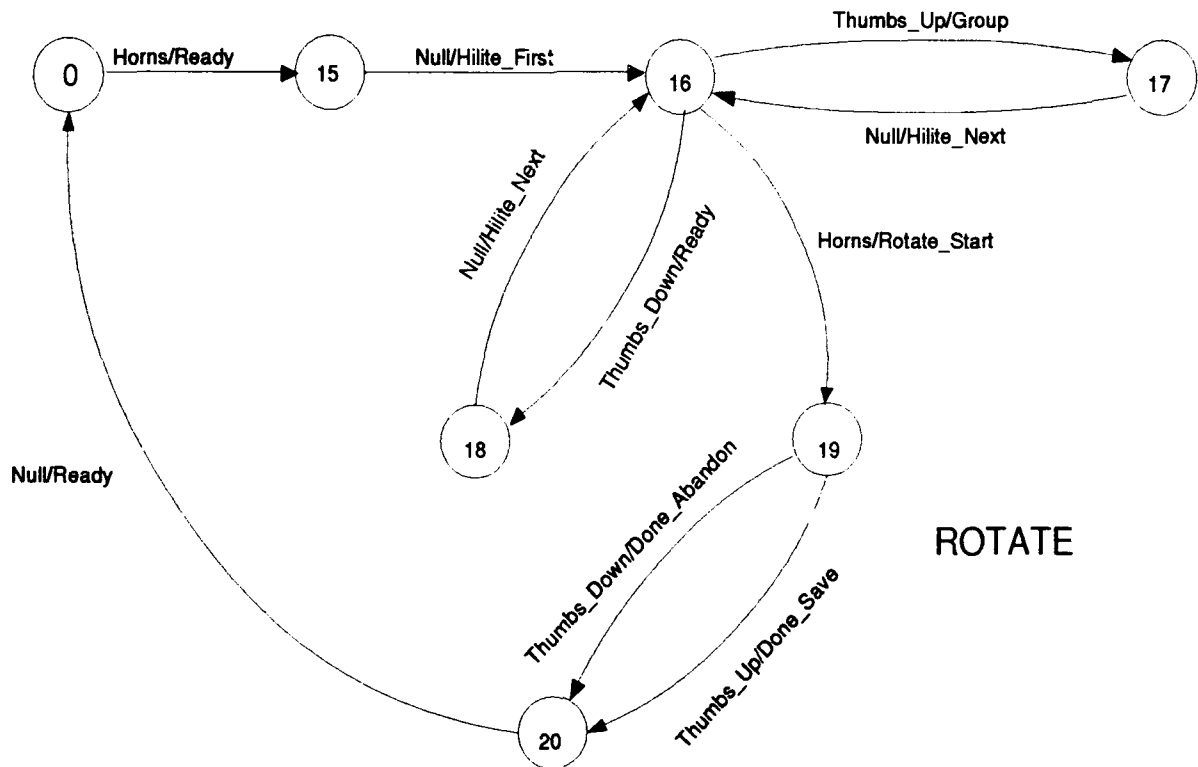 Thumbs_Up/Group
0
Horns/Ready
15
Null/Hilite_First
16
17
Null/Hilite_Next
Null/Hilite_Next
Thumbs_Down/Ready
Horns/Rotate_Start
18
19
Null/Ready
Thumbs_Down/Done_Abandon
Thumbs_Up/Done_Save
ROTATE
20